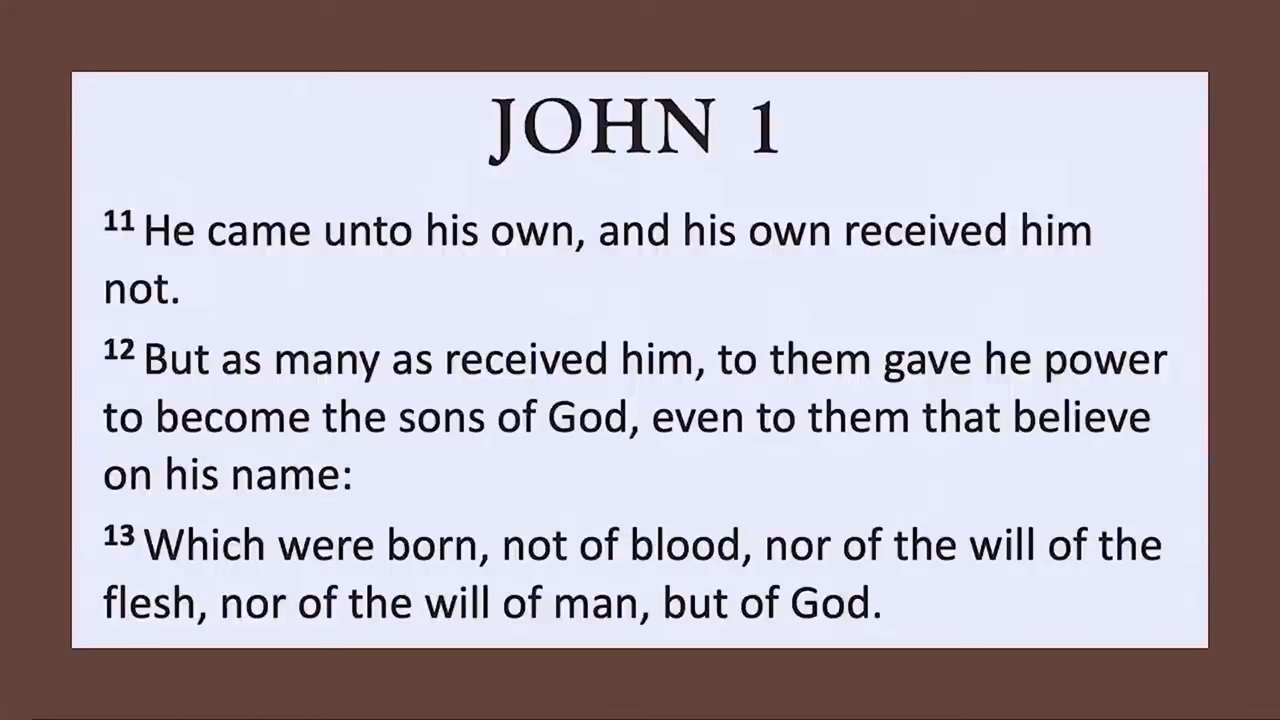 JOHN 1
11 He came unto his own, and his own received him
not.
12 But as many as received him, to them gave he power
to become the sons of God, even to them that believe
on his name:
13 Which were born, not of blood, nor of the will of the
flesh, nor of the will of man, but of God.